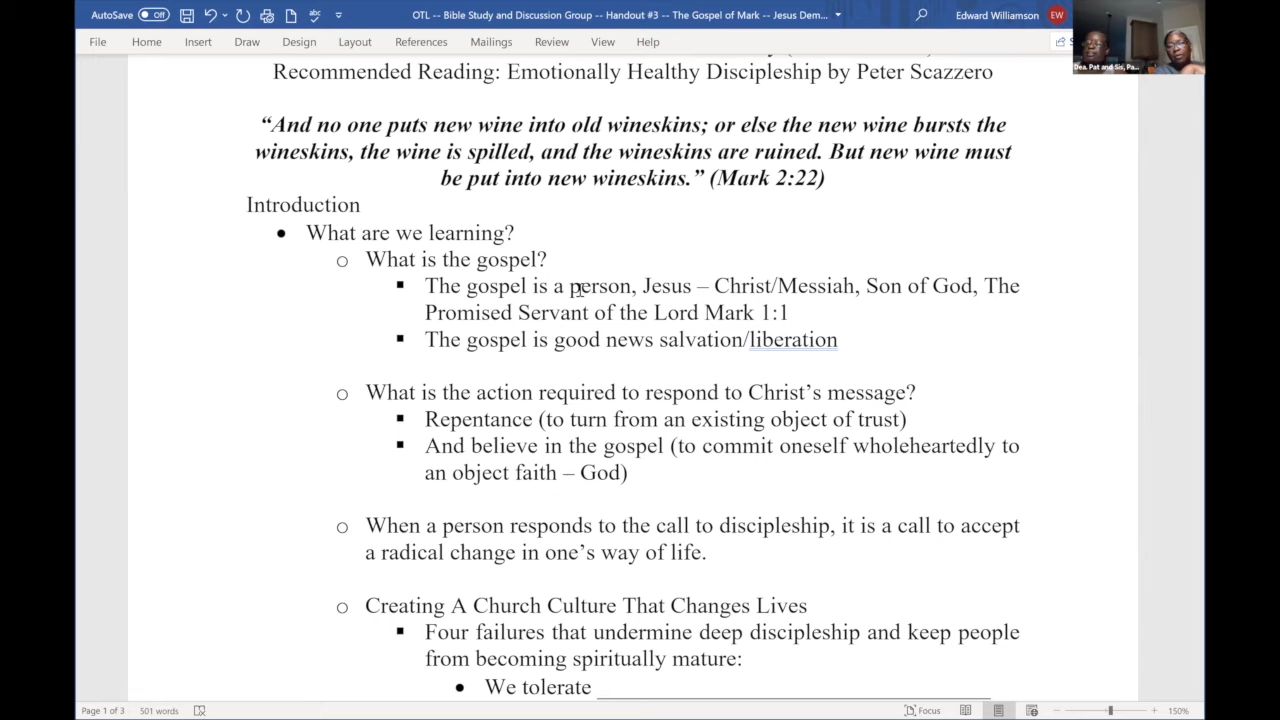 AutoSave Off OTL -- Bible Study and Discussion Group -- Handout #3 -- The Gospel of Mark -- Jesus Dem... Edward Williamson EW
File Home Insert Draw Design Layout References Mailings Review View Help
Dea. Pat and Sis, Pa...
Recommended Reading: Emotionally Healthy Discipleship by Peter Scazzero
“And no one puts new wine into old wineskins; or else the new wine bursts the
wineskins, the wine is spilled, and the wineskins are ruined. But new wine must
be put into new wineskins.” (Mark 2:22)
Introduction
• What are we learning?
o What is the gospel?
▪ The gospel is a person, Jesus – Christ/Messiah, Son of God, The
Promised Servant of the Lord Mark 1:1
▪ The gospel is good news salvation/liberation
o What is the action required to respond to Christ’s message?
▪ Repentance (to turn from an existing object of trust)
▪ And believe in the gospel (to commit oneself wholeheartedly to
an object faith – God)
o When a person responds to the call to discipleship, it is a call to accept
a radical change in one’s way of life.
o Creating A Church Culture That Changes Lives
▪ Four failures that undermine deep discipleship and keep people
from becoming spiritually mature:
• We tolerate
Page 1 of 3 501 words Focus 150%